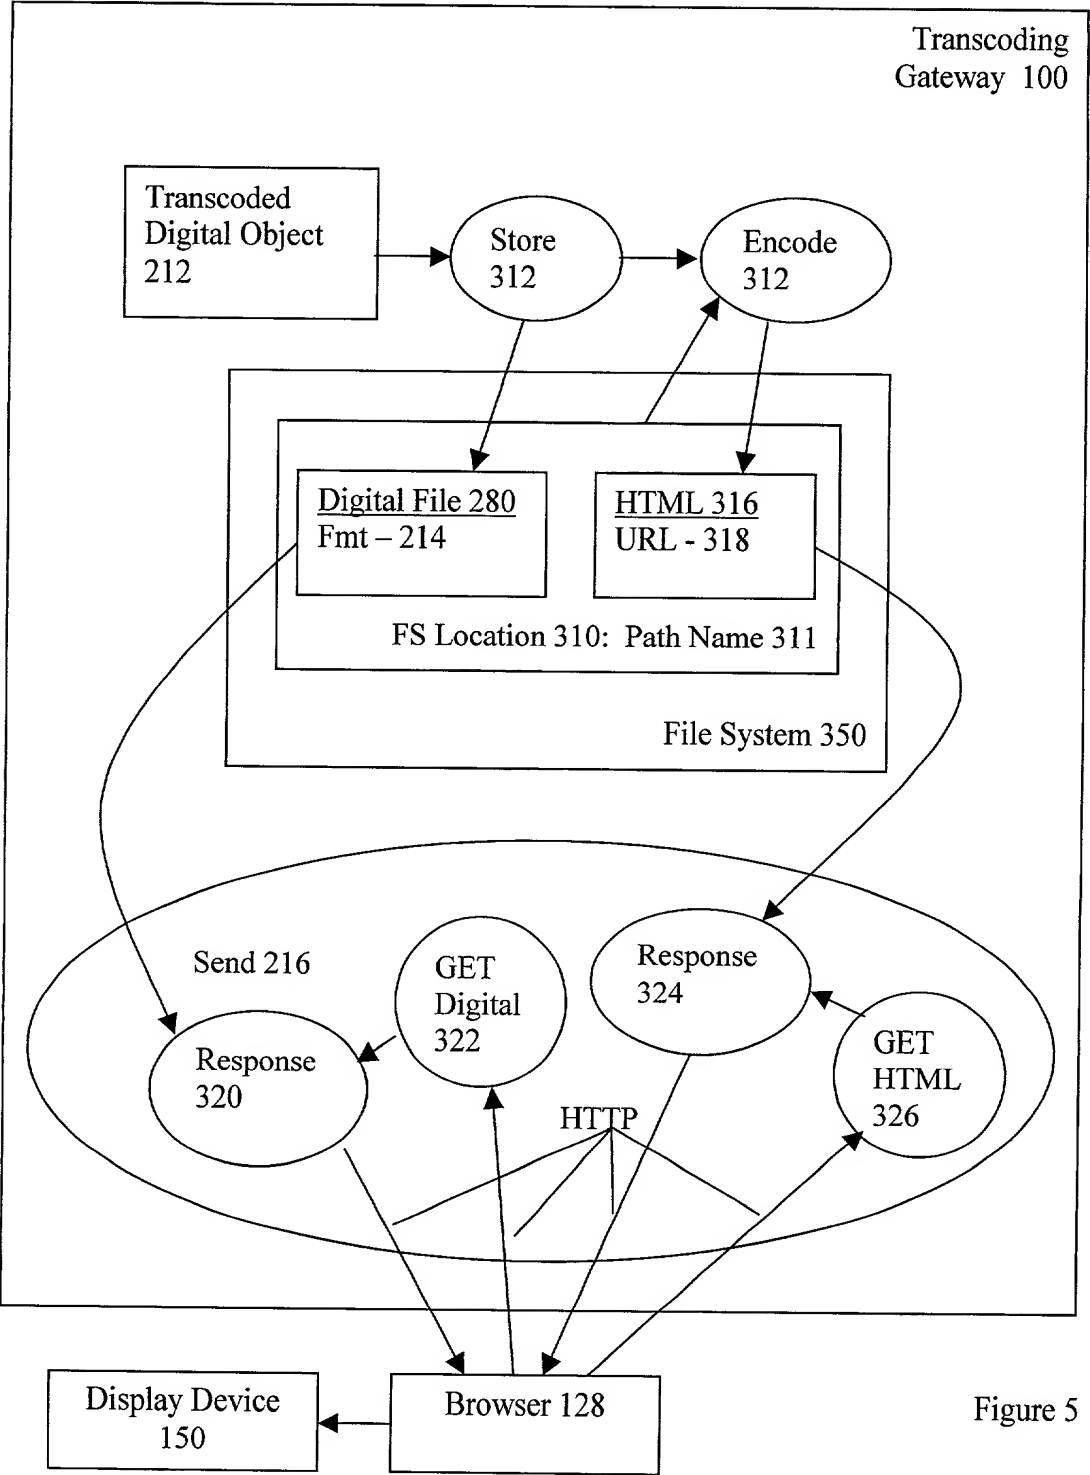 Transcoding
Gateway 100
Transcoded
Digital Object
212
Store
312
Encode
312
Digital File 280
Fmt – 214
HTML 316
URL - 318
FS Location 310: Path Name 311
File System 350
Send 216
GET
Digital
322
Response
324
Response
320
GET
HTML
326
HTTP
Display Device
150
Browser 128
Figure 5